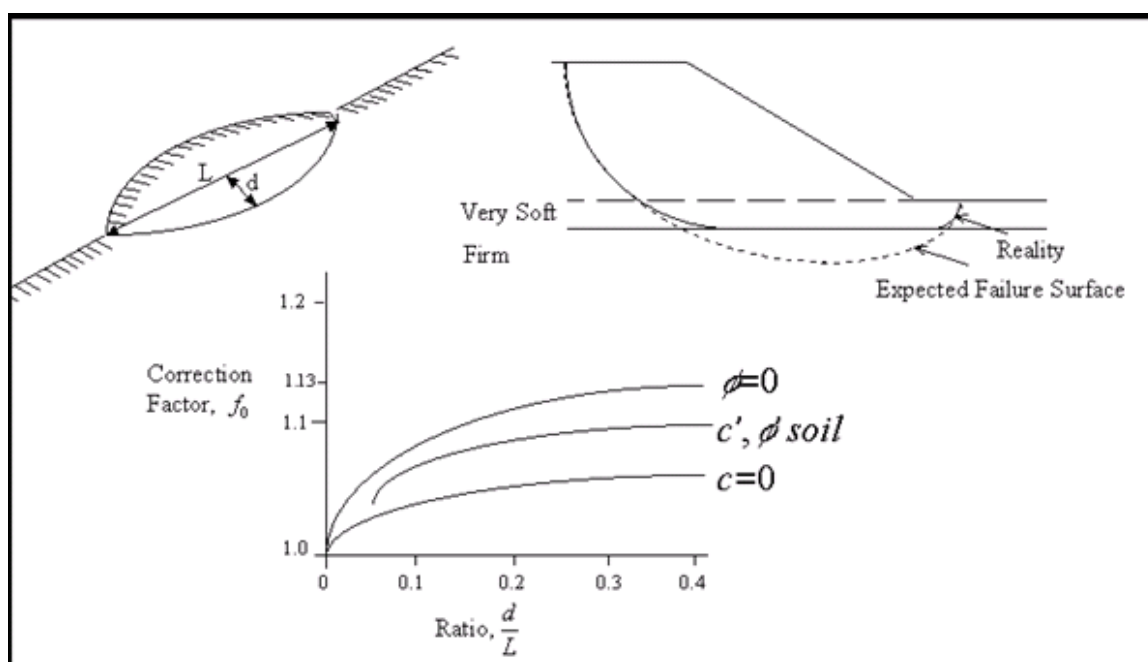 L
d
Very Soft
Firm
Reality
Expected Failure Surface
1.2
Correction
Factor, f₀
1.13
1.1
1.0
ϕ=0
c', ϕ' soil
c=0
0 0.1 0.2 0.3 0.4
Ratio, d/L